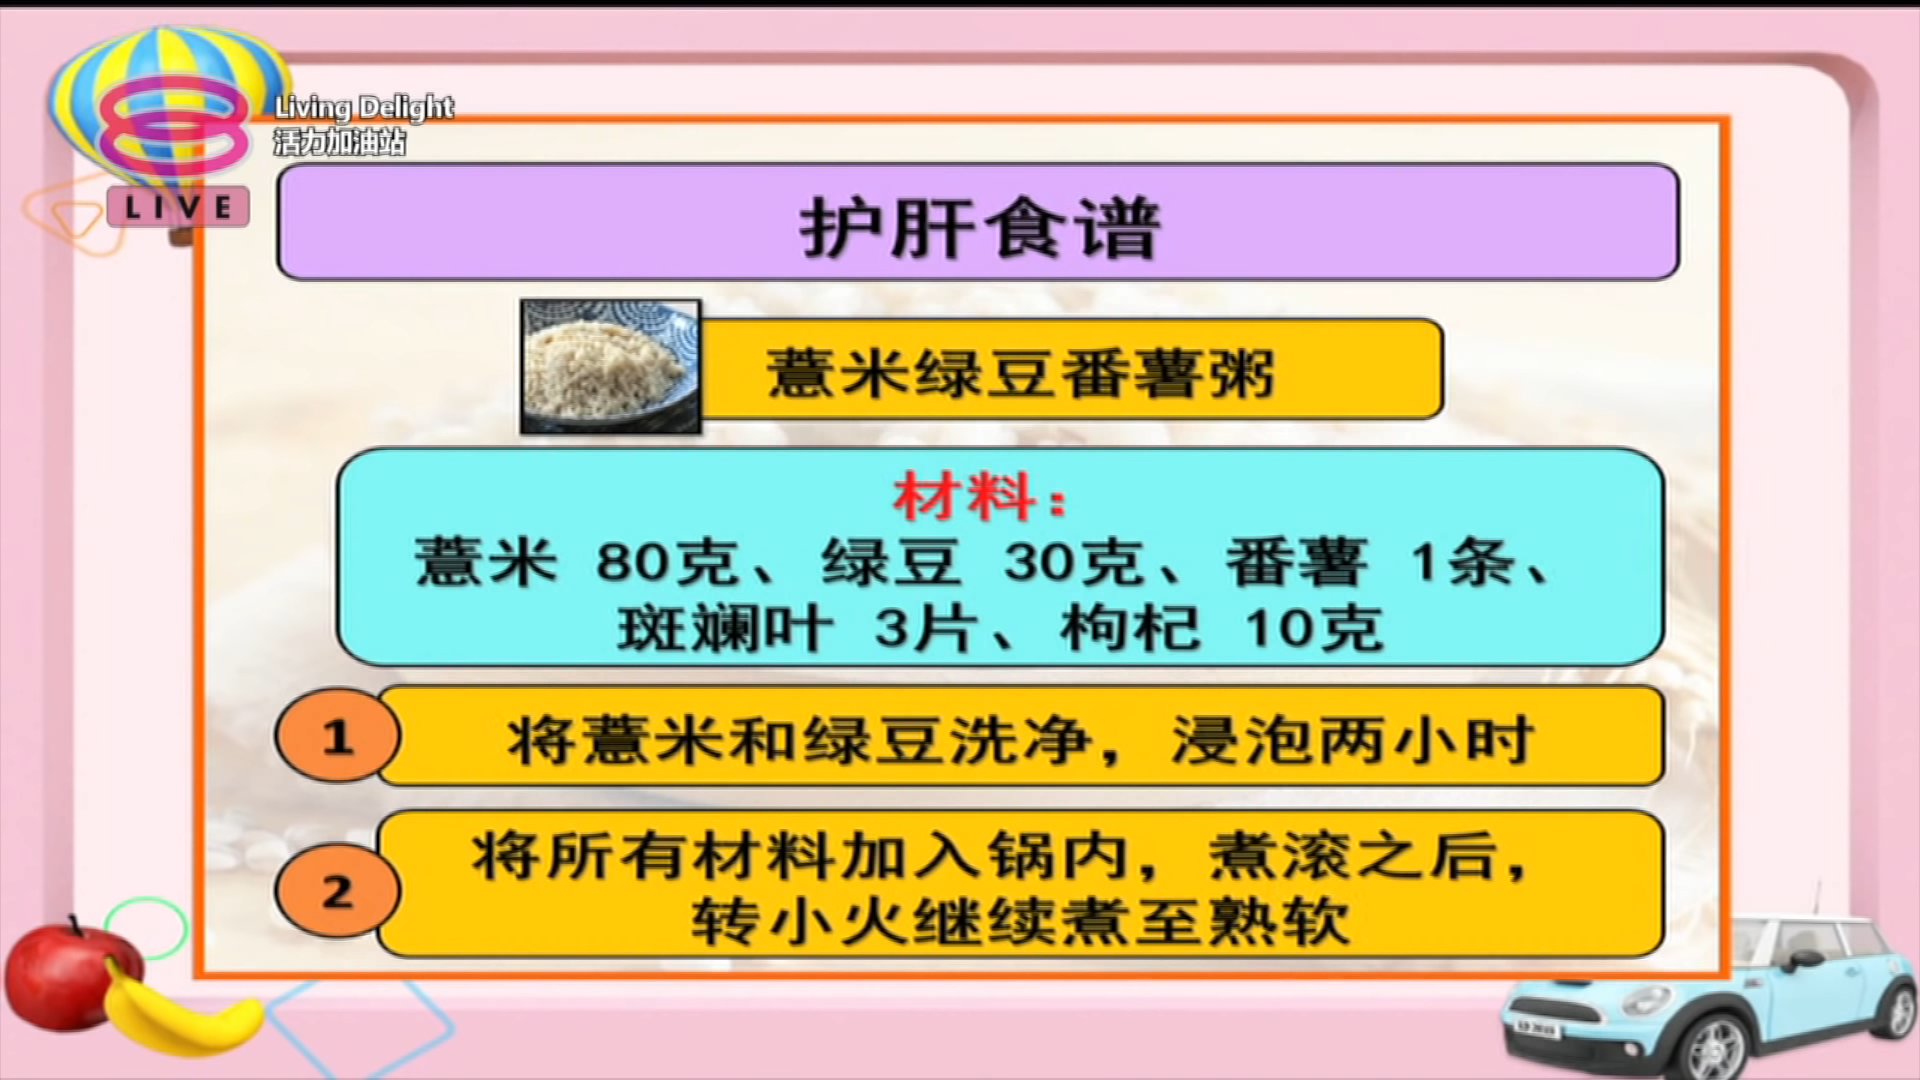 Living Delight
活力加油站
LIVE
护肝食谱
薏米绿豆番薯粥
材料：
薏米 80克、绿豆 30克、番薯 1条、
斑斓叶 3片、枸杞 10克
1
将薏米和绿豆洗净，浸泡两小时
2
将所有材料加入锅内，煮滚之后，
转小火继续煮至熟软